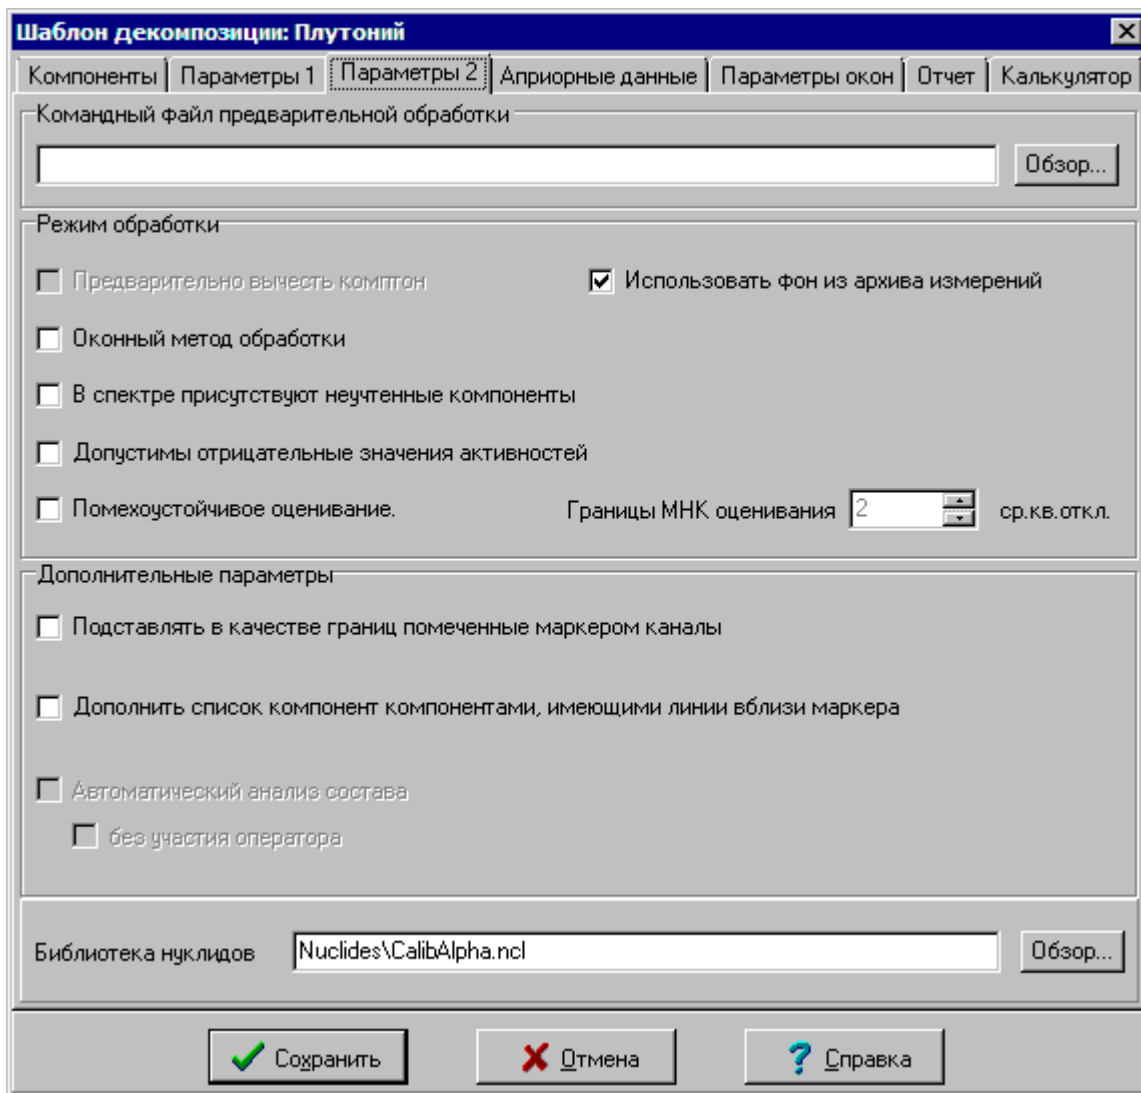 Шаблон декомпозиции: Плутоний
Компоненты Параметры 1 Параметры 2 Априорные данные Параметры окон Отчет Калькулятор
Командный файл предварительной обработки
Обзор...
Режим обработки
Предварительно вычесть комптон Использовать фон из архива измерений
Оконный метод обработки
В спектре присутствуют неучтенные компоненты
Допустимы отрицательные значения активностей
Помехоустойчивое оценивание. Границы МНК оценивания 2 ср.кв.откл.
Дополнительные параметры
Подставлять в качестве границ помеченные маркером каналы
Дополнить список компонент компонентами, имеющими линии вблизи маркера
Автоматический анализ состава
без участия оператора
Библиотека нуклидов Nuclides\CalibAlpha.ncl Обзор...
Сохранить Отмена Справка